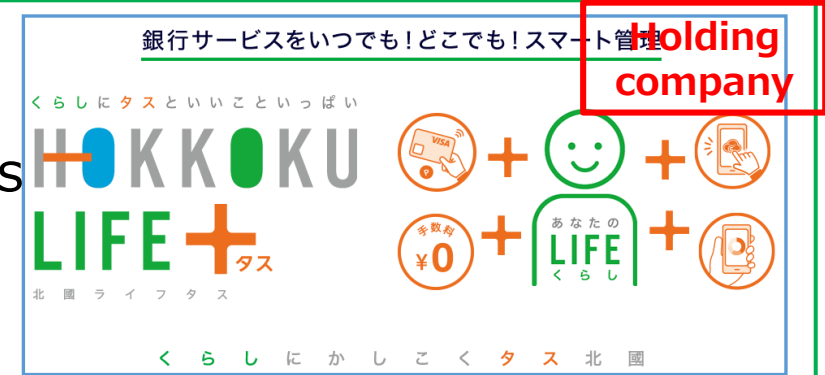 銀行サービスをいつでも!どこでも!スマート管理
Holding
company
くらしにタスといいこといっぱい
HOKKOKU
LIFE+タス
北國ライフタス
s
VISA
P
手数料
¥0
あなたの
LIFE
くらし
くらしにかしこくタス北國